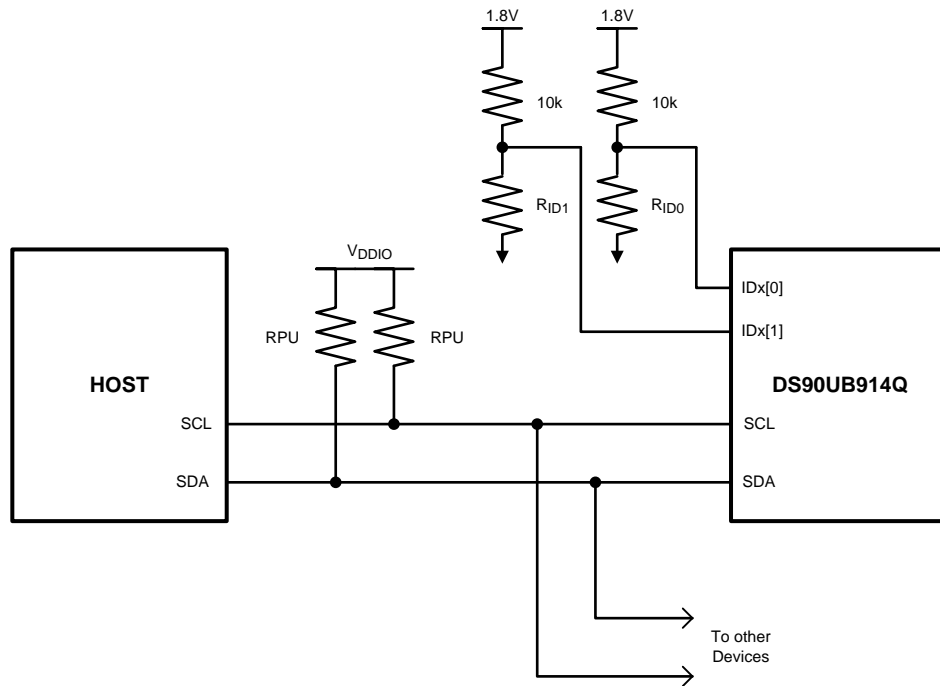 1.8V
1.8V
10k
10k
RID1
RID0
VDDIO
IDx[0]
RPU
RPU
IDx[1]
HOST
DS90UB914Q
SCL
SCL
SDA
SDA
To other
Devices